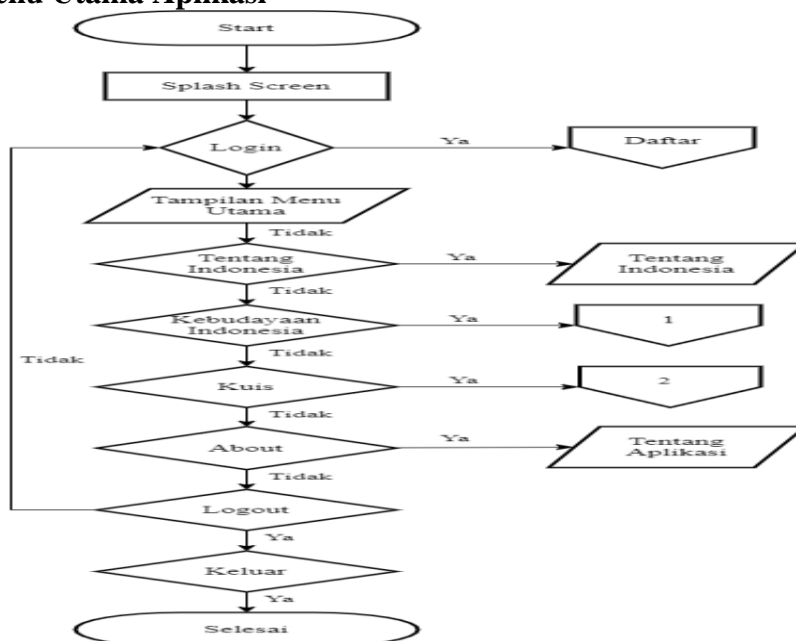 Utama Aplikasi
Start
Splash Screen
Login
Ya
Daftar
Tampilan Menu
Utama
Tidak
Tentang
Indonesia
Ya
Tentang
Indonesia
Tidak
Kebudayaan
Indonesia
Ya
1
Tidak
Tidak
Kuis
Ya
2
Tidak
About
Ya
Tentang
Aplikasi
Tidak
Logout
Ya
Keluar
Ya
Selesai